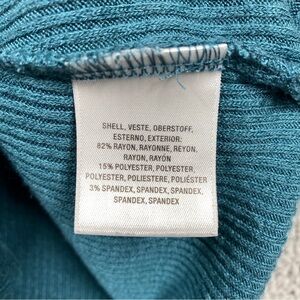 SHELL, VESTE, OBERSTOFF,
ESTERNO, EXTERIOR:
82% RAYON, RAYONNE, REYON,
RAYON, RAYÓN
15% POLYESTER, POLYESTER,
POLYESTER, POLIESTERE, POLIÉSTER
3% SPANDEX, SPANDEX, SPANDEX,
SPANDEX, SPANDEX